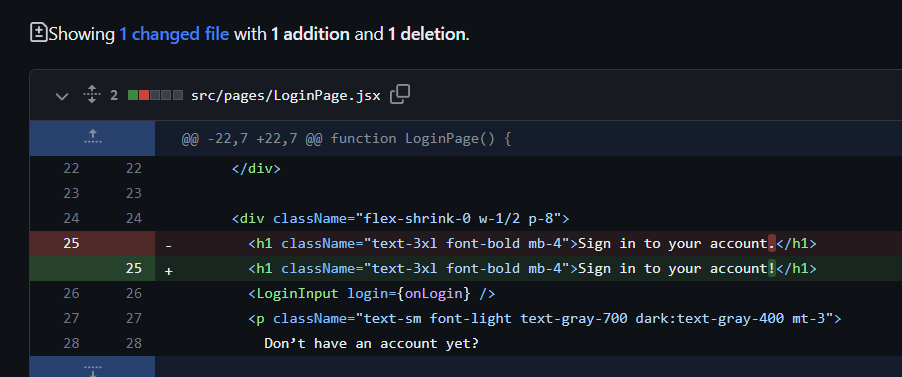 Showing 1 changed file with 1 addition and 1 deletion.
2 src/pages/LoginPage.jsx
@@ -22,7 +22,7 @@ function LoginPage() {
22 22 </div>
23 23
24 24 <div className="flex-shrink-0 w-1/2 p-8">
25 - <h1 className="text-3xl font-bold mb-4">Sign in to your account.</h1>
25 + <h1 className="text-3xl font-bold mb-4">Sign in to your account!</h1>
26 26 <LoginInput login={onLogin} />
27 27 <p className="text-sm font-light text-gray-700 dark:text-gray-400 mt-3">
28 28 Don’t have an account yet?